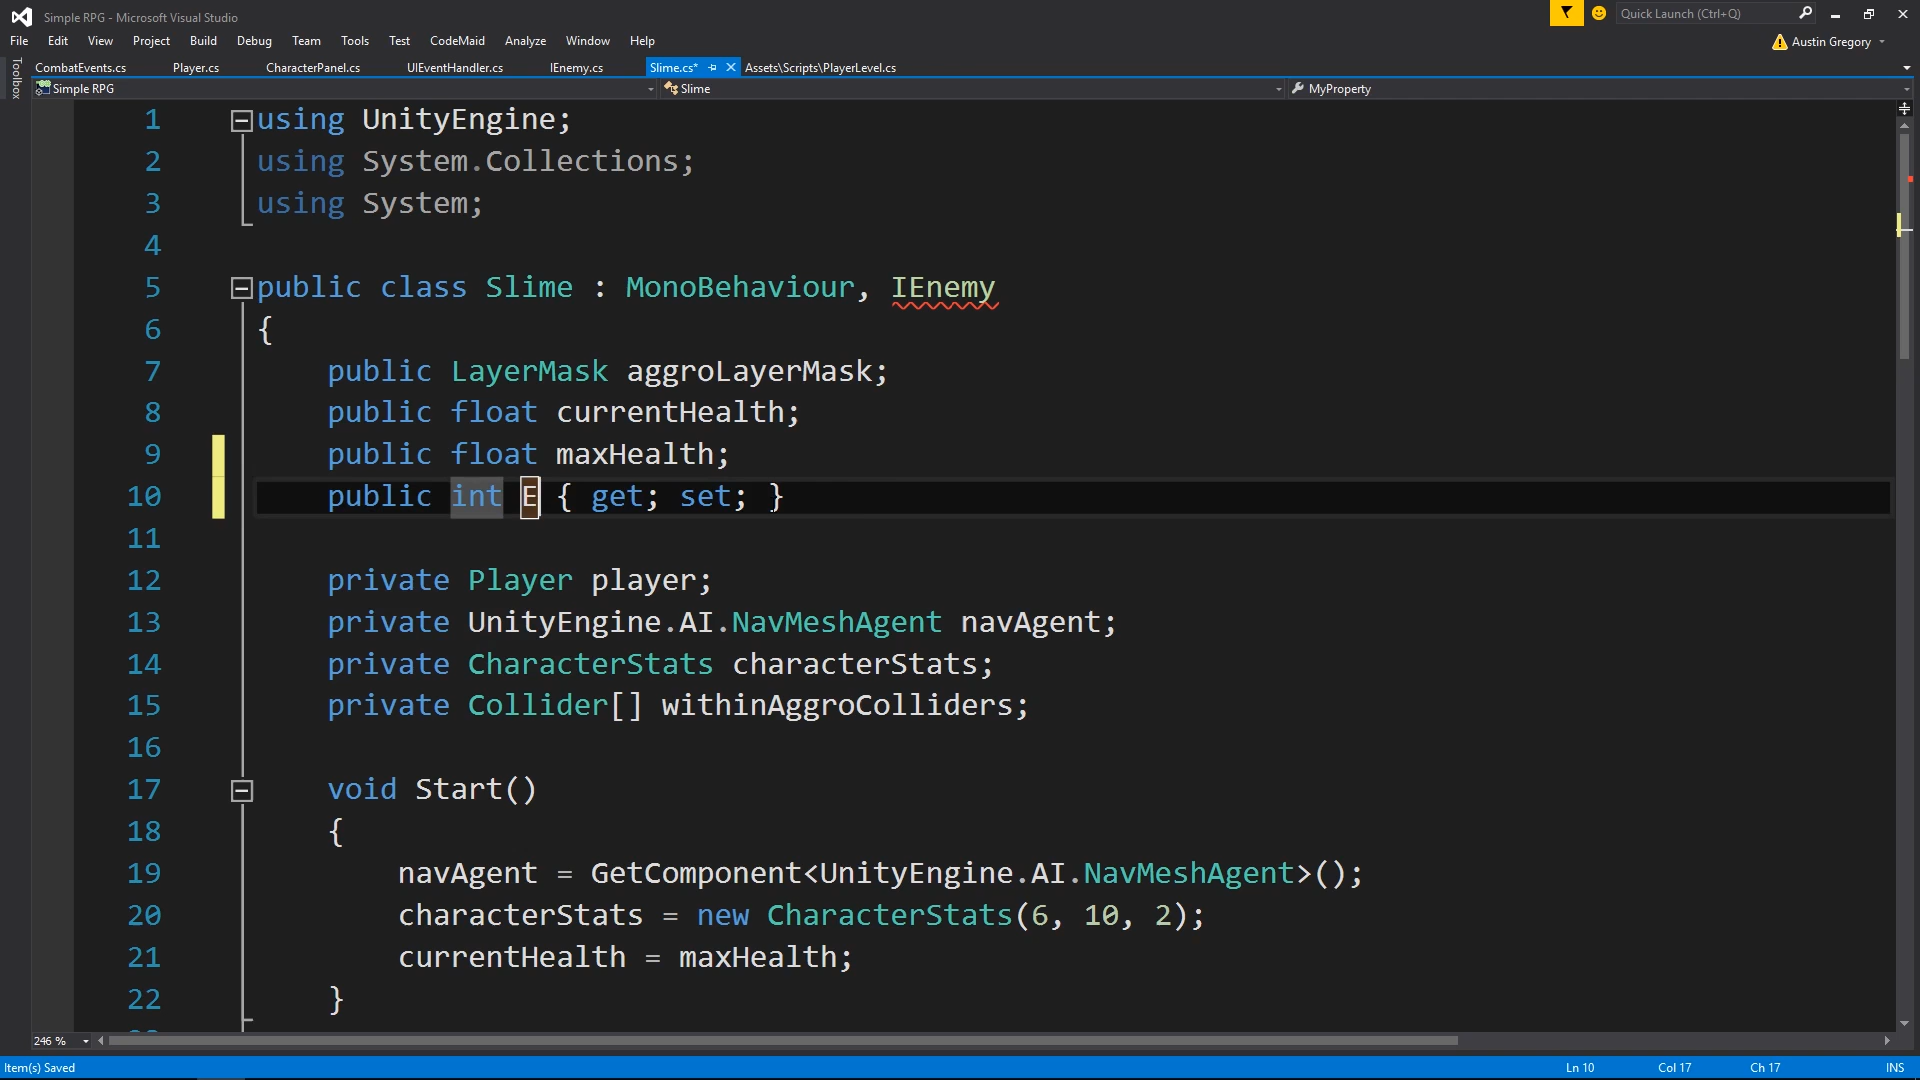 Simple RPG - Microsoft Visual Studio
Quick Launch (Ctrl+Q)
File Edit View Project Build Debug Team Tools Test CodeMaid Analyze Window Help
Austin Gregory
Toolbox
CombatEvents.cs Player.cs CharacterPanel.cs UIEventHandler.cs IEnemy.cs Slime.cs* Assets\Scripts\PlayerLevel.cs
Simple RPG Slime MyProperty
1 using UnityEngine;
2 using System.Collections;
3 using System;
4
5 public class Slime : MonoBehaviour, IEnemy
6 {
7 public LayerMask aggroLayerMask;
8 public float currentHealth;
9 public float maxHealth;
10 public int E { get; set; }
11
12 private Player player;
13 private UnityEngine.AI.NavMeshAgent navAgent;
14 private CharacterStats characterStats;
15 private Collider[] withinAggroColliders;
16
17 void Start()
18 {
19 navAgent = GetComponent<UnityEngine.AI.NavMeshAgent>();
20 characterStats = new CharacterStats(6, 10, 2);
21 currentHealth = maxHealth;
22 }
246 %
Item(s) Saved Ln 10 Col 17 Ch 17 INS